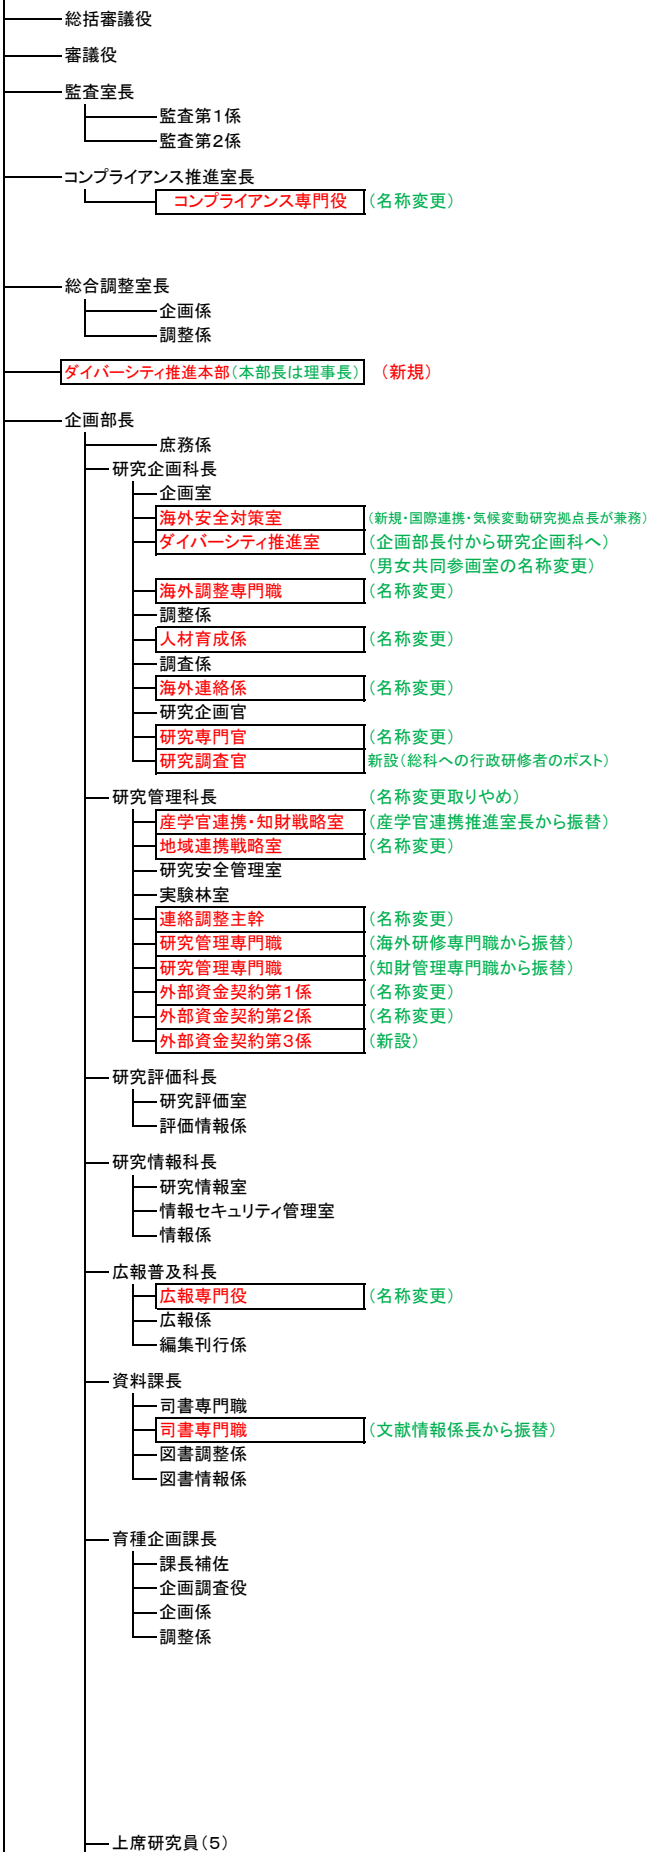 総括審議役
審議役
監査室長
監査第1係
監査第2係
コンプライアンス推進室長
コンプライアンス専門役 (名称変更)
総合調整室長
企画係
調整係
ダイバーシティ推進本部(本部長は理事長) (新規)
企画部長
庶務係
研究企画科長
企画室
海外安全対策室 (新規・国際連携・気候変動研究拠点長が兼務)
ダイバーシティ推進室 (企画部長付から研究企画科へ)
(男女共同参画室の名称変更)
海外調整専門職 (名称変更)
調整係
人材育成係 (名称変更)
調査係
海外連絡係 (名称変更)
研究企画官
研究専門官 (名称変更)
研究調査官 新設(総科への行政研修者のポスト)
研究管理科長 (名称変更取りやめ)
産学官連携・知財戦略室 (産学官連携推進室長から振替)
地域連携戦略室 (名称変更)
研究安全管理室
実験林室
連絡調整主幹 (名称変更)
研究管理専門職 (海外研修専門職から振替)
研究管理専門職 (知財管理専門職から振替)
外部資金契約第1係 (名称変更)
外部資金契約第2係 (名称変更)
外部資金契約第3係 (新設)
研究評価科長
研究評価室
評価情報係
研究情報科長
研究情報室
情報セキュリティ管理室
情報係
広報普及科長
広報専門役 (名称変更)
広報係
編集刊行係
資料課長
司書専門職
司書専門職 (文献情報係長から振替)
図書調整係
図書情報係
育種企画課長
課長補佐
企画調査役
企画係
調整係
上席研究員(5)